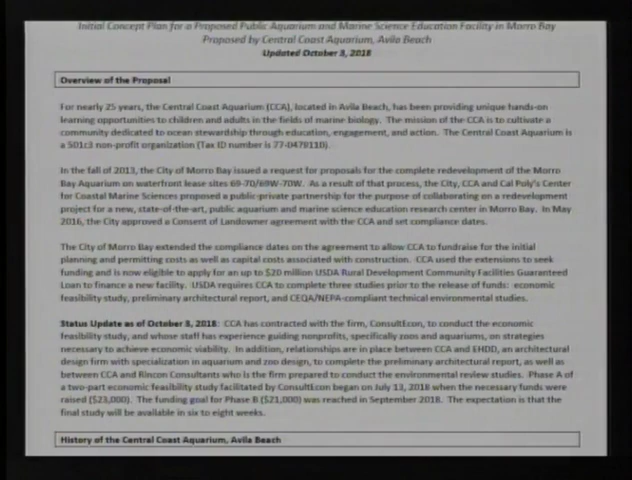 Initial Concept Plan for a Proposed Public Aquarium and Marine Science Education Facility in Morro Bay
Proposed by Central Coast Aquarium, Avila Beach
Updated October 3, 2018
Overview of the Proposal
For nearly 25 years, the Central Coast Aquarium (CCA), located in Avila Beach, has been providing unique hands-on
learning opportunities to children and adults in the fields of marine biology. The mission of the CCA is to cultivate a
community dedicated to ocean stewardship through education, engagement, and action. The Central Coast Aquarium is
a 501c3 non-profit organization (Tax ID number is 77-0479110).
In the fall of 2013, the City of Morro Bay issued a request for proposals for the complete redevelopment of the Morro
Bay Aquarium on waterfront lease sites 69-70/69W-70W. As a result of that process, the City, CCA and Cal Poly's Center
for Coastal Marine Sciences proposed a public-private partnership for the purpose of collaborating on a redevelopment
project for a new, state-of-the-art, public aquarium and marine science education research center in Morro Bay. In May
2016, the City approved a Consent of Landowner agreement with the CCA and set compliance dates.
The City of Morro Bay extended the compliance dates on the agreement to allow CCA to fundraise for the initial
planning and permitting costs as well as capital costs associated with construction. CCA used the extensions to seek
funding and is now eligible to apply for an up to $20 million USDA Rural Development Community Facilities Guaranteed
Loan to finance a new facility. USDA requires CCA to complete three studies prior to the release of funds: economic
feasibility study, preliminary architectural report, and CEQA/NEPA-compliant technical environmental studies.
Status Update as of October 3, 2018: CCA has contracted with the firm, ConsultEcon, to conduct the economic
feasibility study, and whose staff has experience guiding nonprofits, specifically zoos and aquariums, on strategies
necessary to achieve economic viability. In addition, relationships are in place between CCA and EHDD, an architectural
design firm with specialization in aquarium and zoo design, to complete the preliminary architectural report, as well as
between CCA and Rincon Consultants who is the firm prepared to conduct the environmental review studies. Phase A of
a two-part economic feasibility study facilitated by ConsultEcon began on July 13, 2018 when the necessary funds were
raised ($23,000). The funding goal for Phase B ($21,000) was reached in September 2018. The expectation is that the
final study will be available in six to eight weeks.
History of the Central Coast Aquarium, Avila Beach